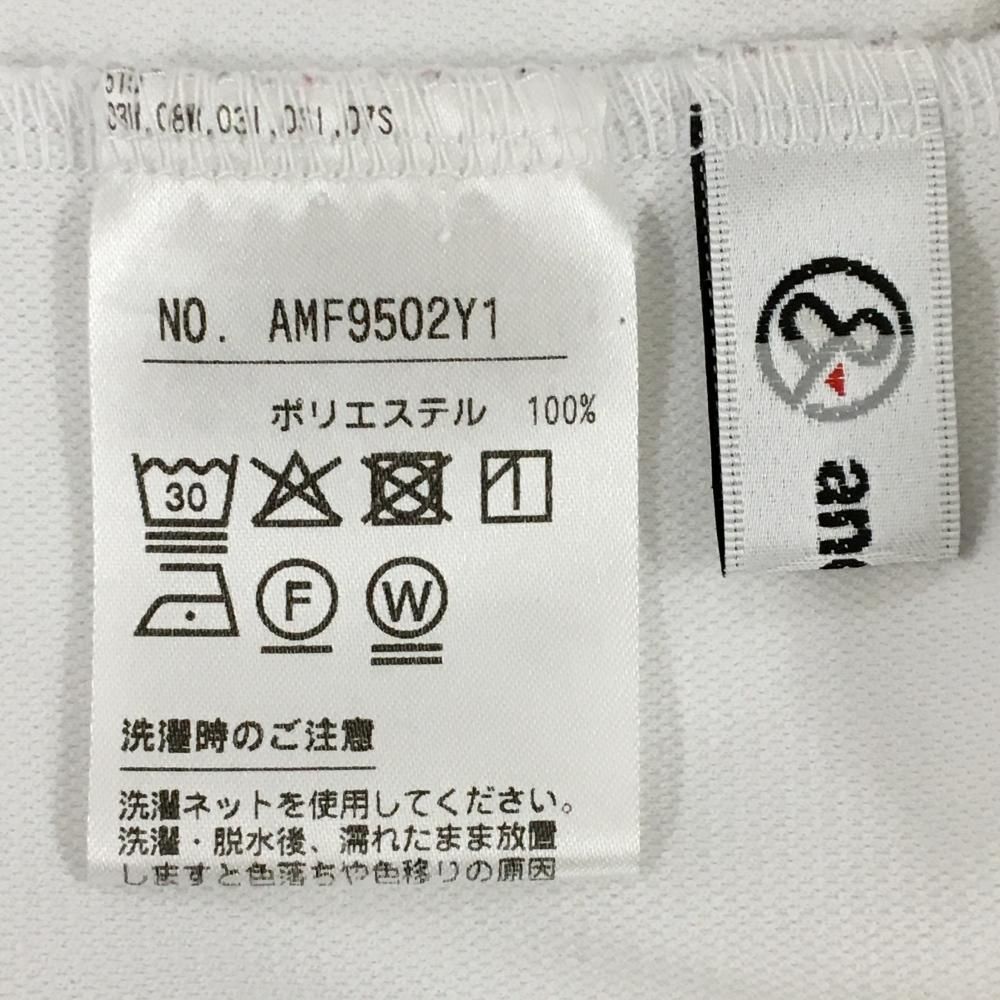 03W,08W,03I,05I,07S
NO. AMF9502Y1
ポリエステル 100%
30
F W
洗濯時のご注意
洗濯ネットを使用してください。
洗濯・脱水後、濡れたまま放置
しますと色落ちや色移りの原因
and